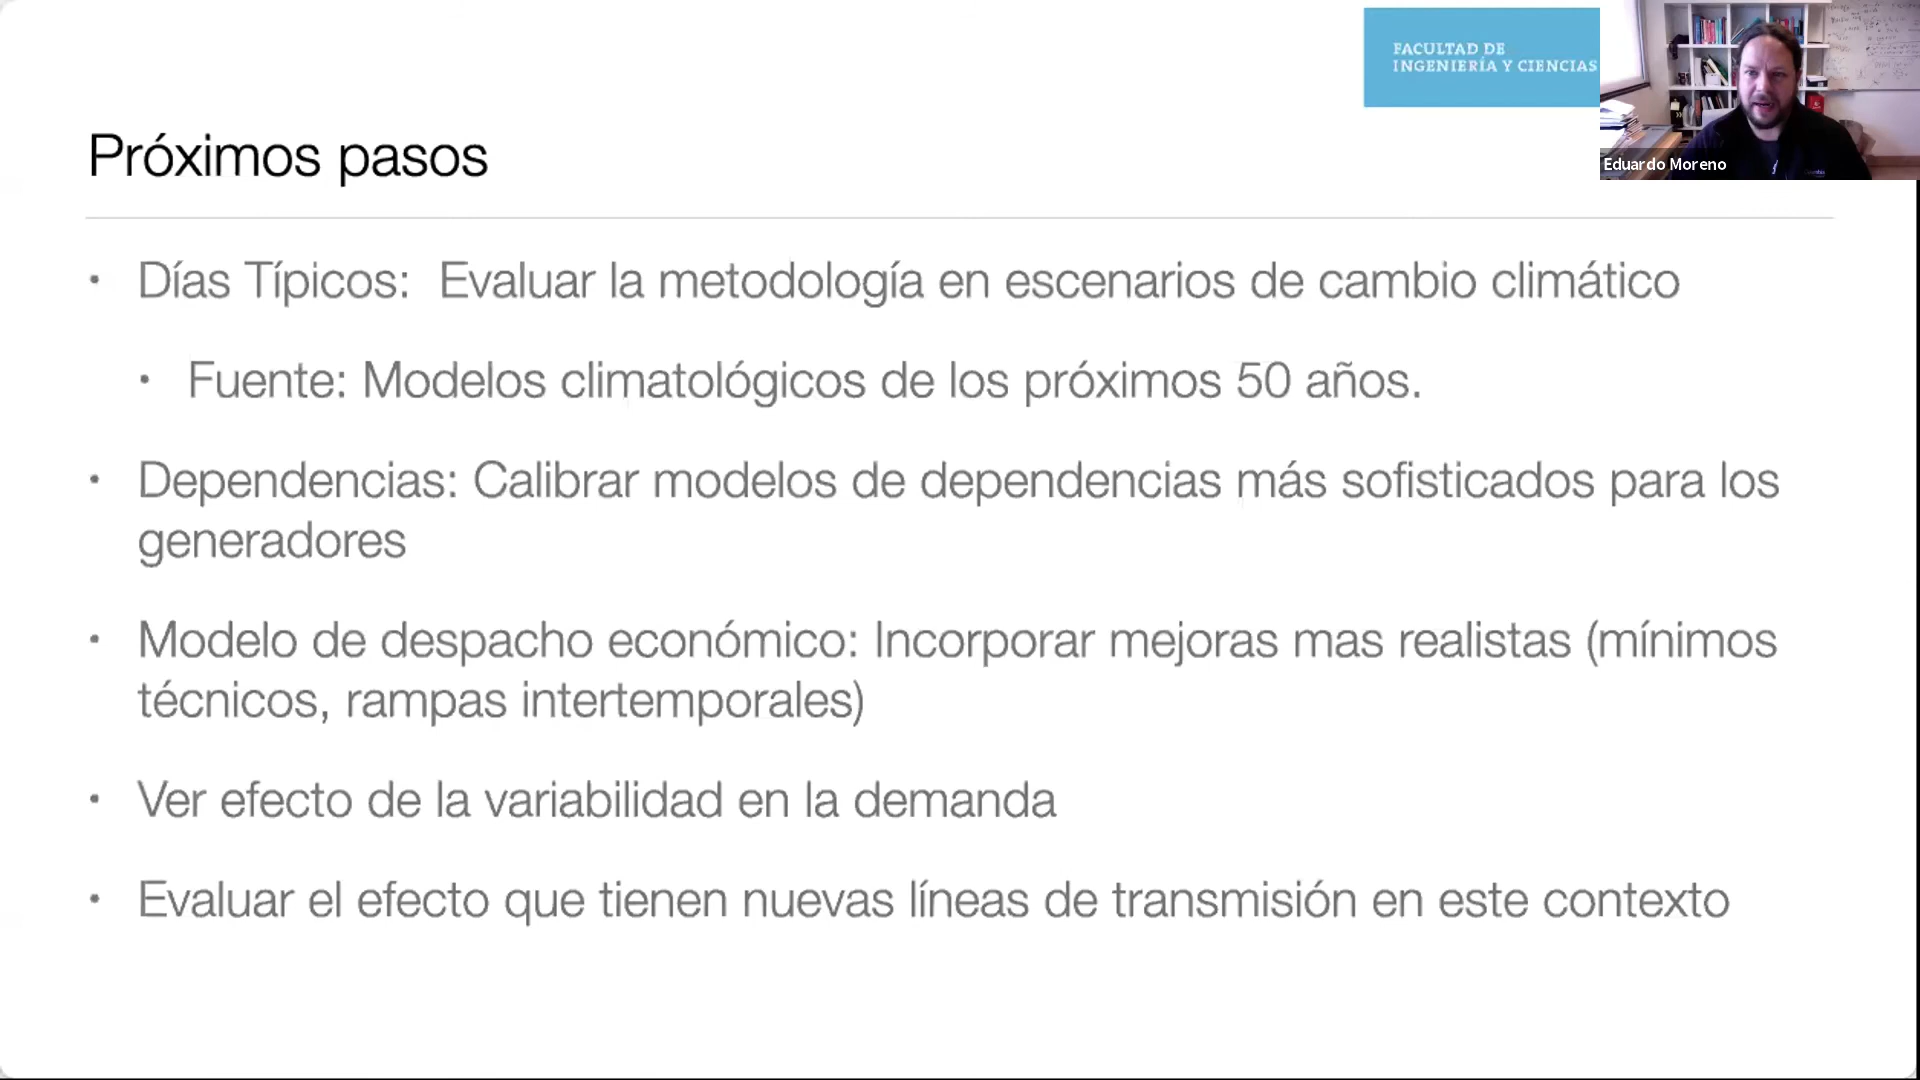 FACULTAD DE
INGENIERÍA Y CIENCIAS
Eduardo Moreno
Próximos pasos
• Días Típicos:  Evaluar la metodología en escenarios de cambio climático
• Fuente: Modelos climatológicos de los próximos 50 años.
• Dependencias: Calibrar modelos de dependencias más sofisticados para los
generadores
• Modelo de despacho económico: Incorporar mejoras mas realistas (mínimos
técnicos, rampas intertemporales)
• Ver efecto de la variabilidad en la demanda
• Evaluar el efecto que tienen nuevas líneas de transmisión en este contexto